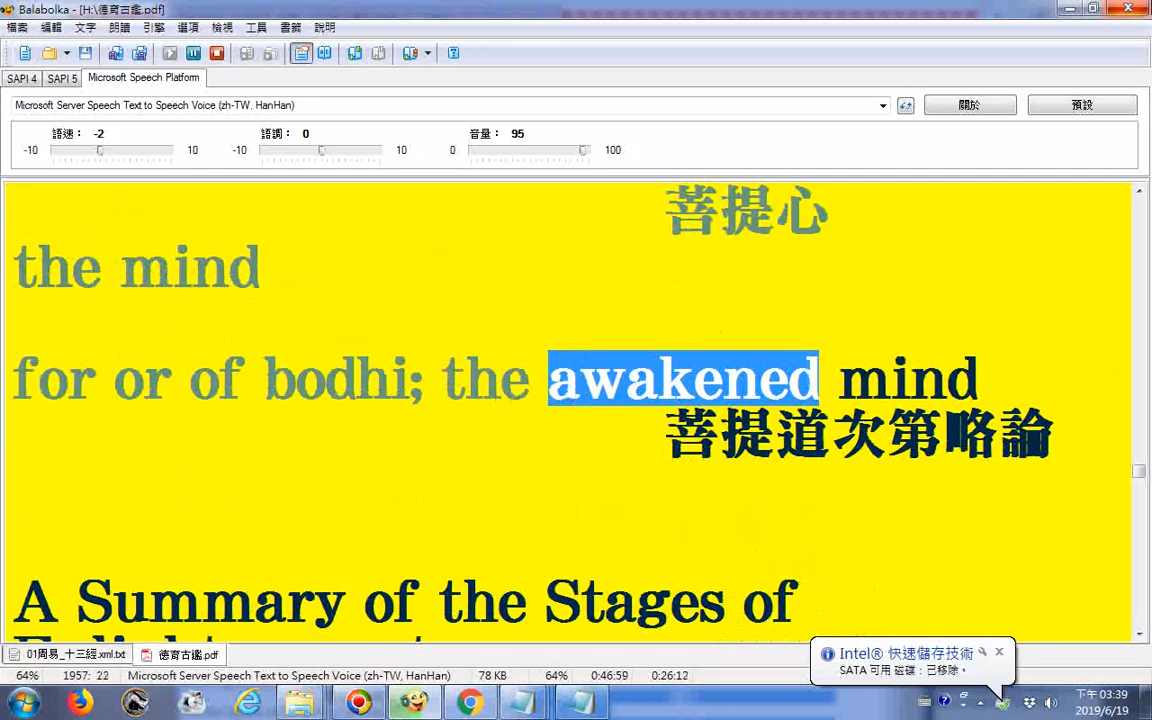 Balabolka - [H:\德育古鑑.pdf]
檔案 編輯 文字 朗讀 引擎 選項 檢視 工具 書籤 說明
SAPI 4 SAPI 5 Microsoft Speech Platform
Microsoft Server Speech Text to Speech Voice (zh-TW, HanHan)
關於 預設
語速： -2 語調： 0 音量： 95
-10 10 -10 10 0 100
菩提心
the mind
for or of bodhi; the awakened mind
菩提道次第略論
A Summary of the Stages of
Intel® 快速儲存技術
SATA 可用 磁碟：已移除。
01周易_十三經.xml.txt 德育古鑑.pdf
64% 1957: 22 Microsoft Server Speech Text to Speech Voice (zh-TW, HanHan) 78 KB 64% 0:46:59 0:26:12
下午 03:39
2019/6/19